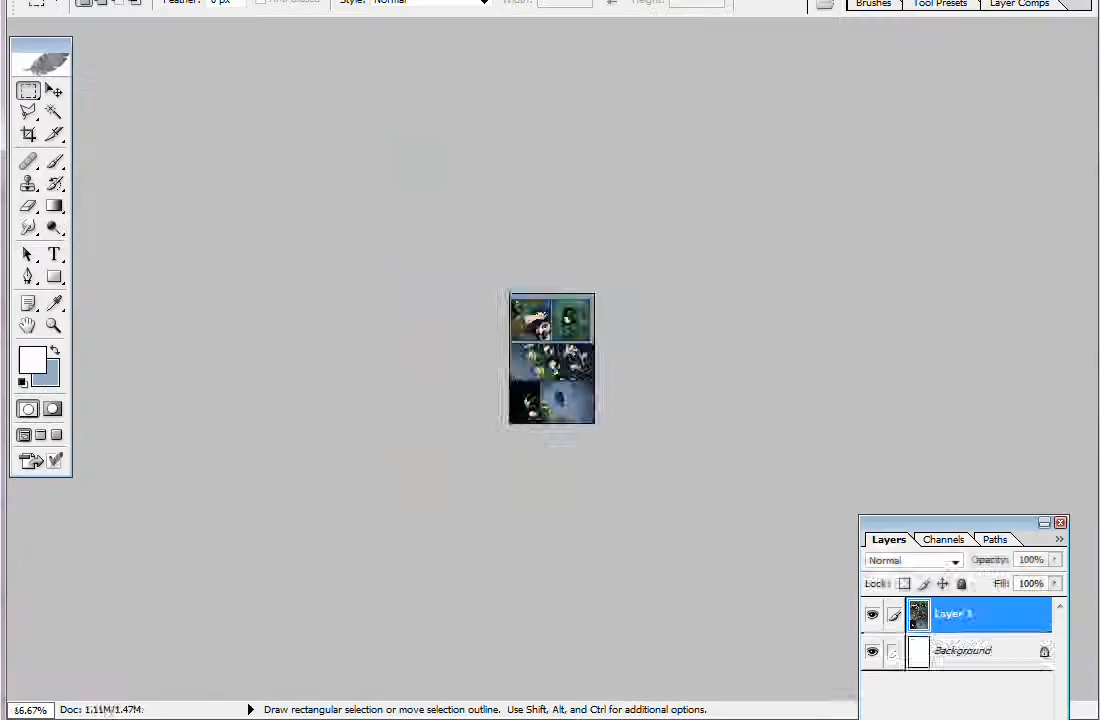 Feather: 0 px Anti-aliased Style: Normal Width: Height: Brushes Tool Presets Layer Comps
T
Layers Channels Paths
Normal Opacity: 100%
Lock: Fill: 100%
Layer 1
Background
16.67% Doc: 1.11M/1.47M Draw rectangular selection or move selection outline. Use Shift, Alt, and Ctrl for additional options.